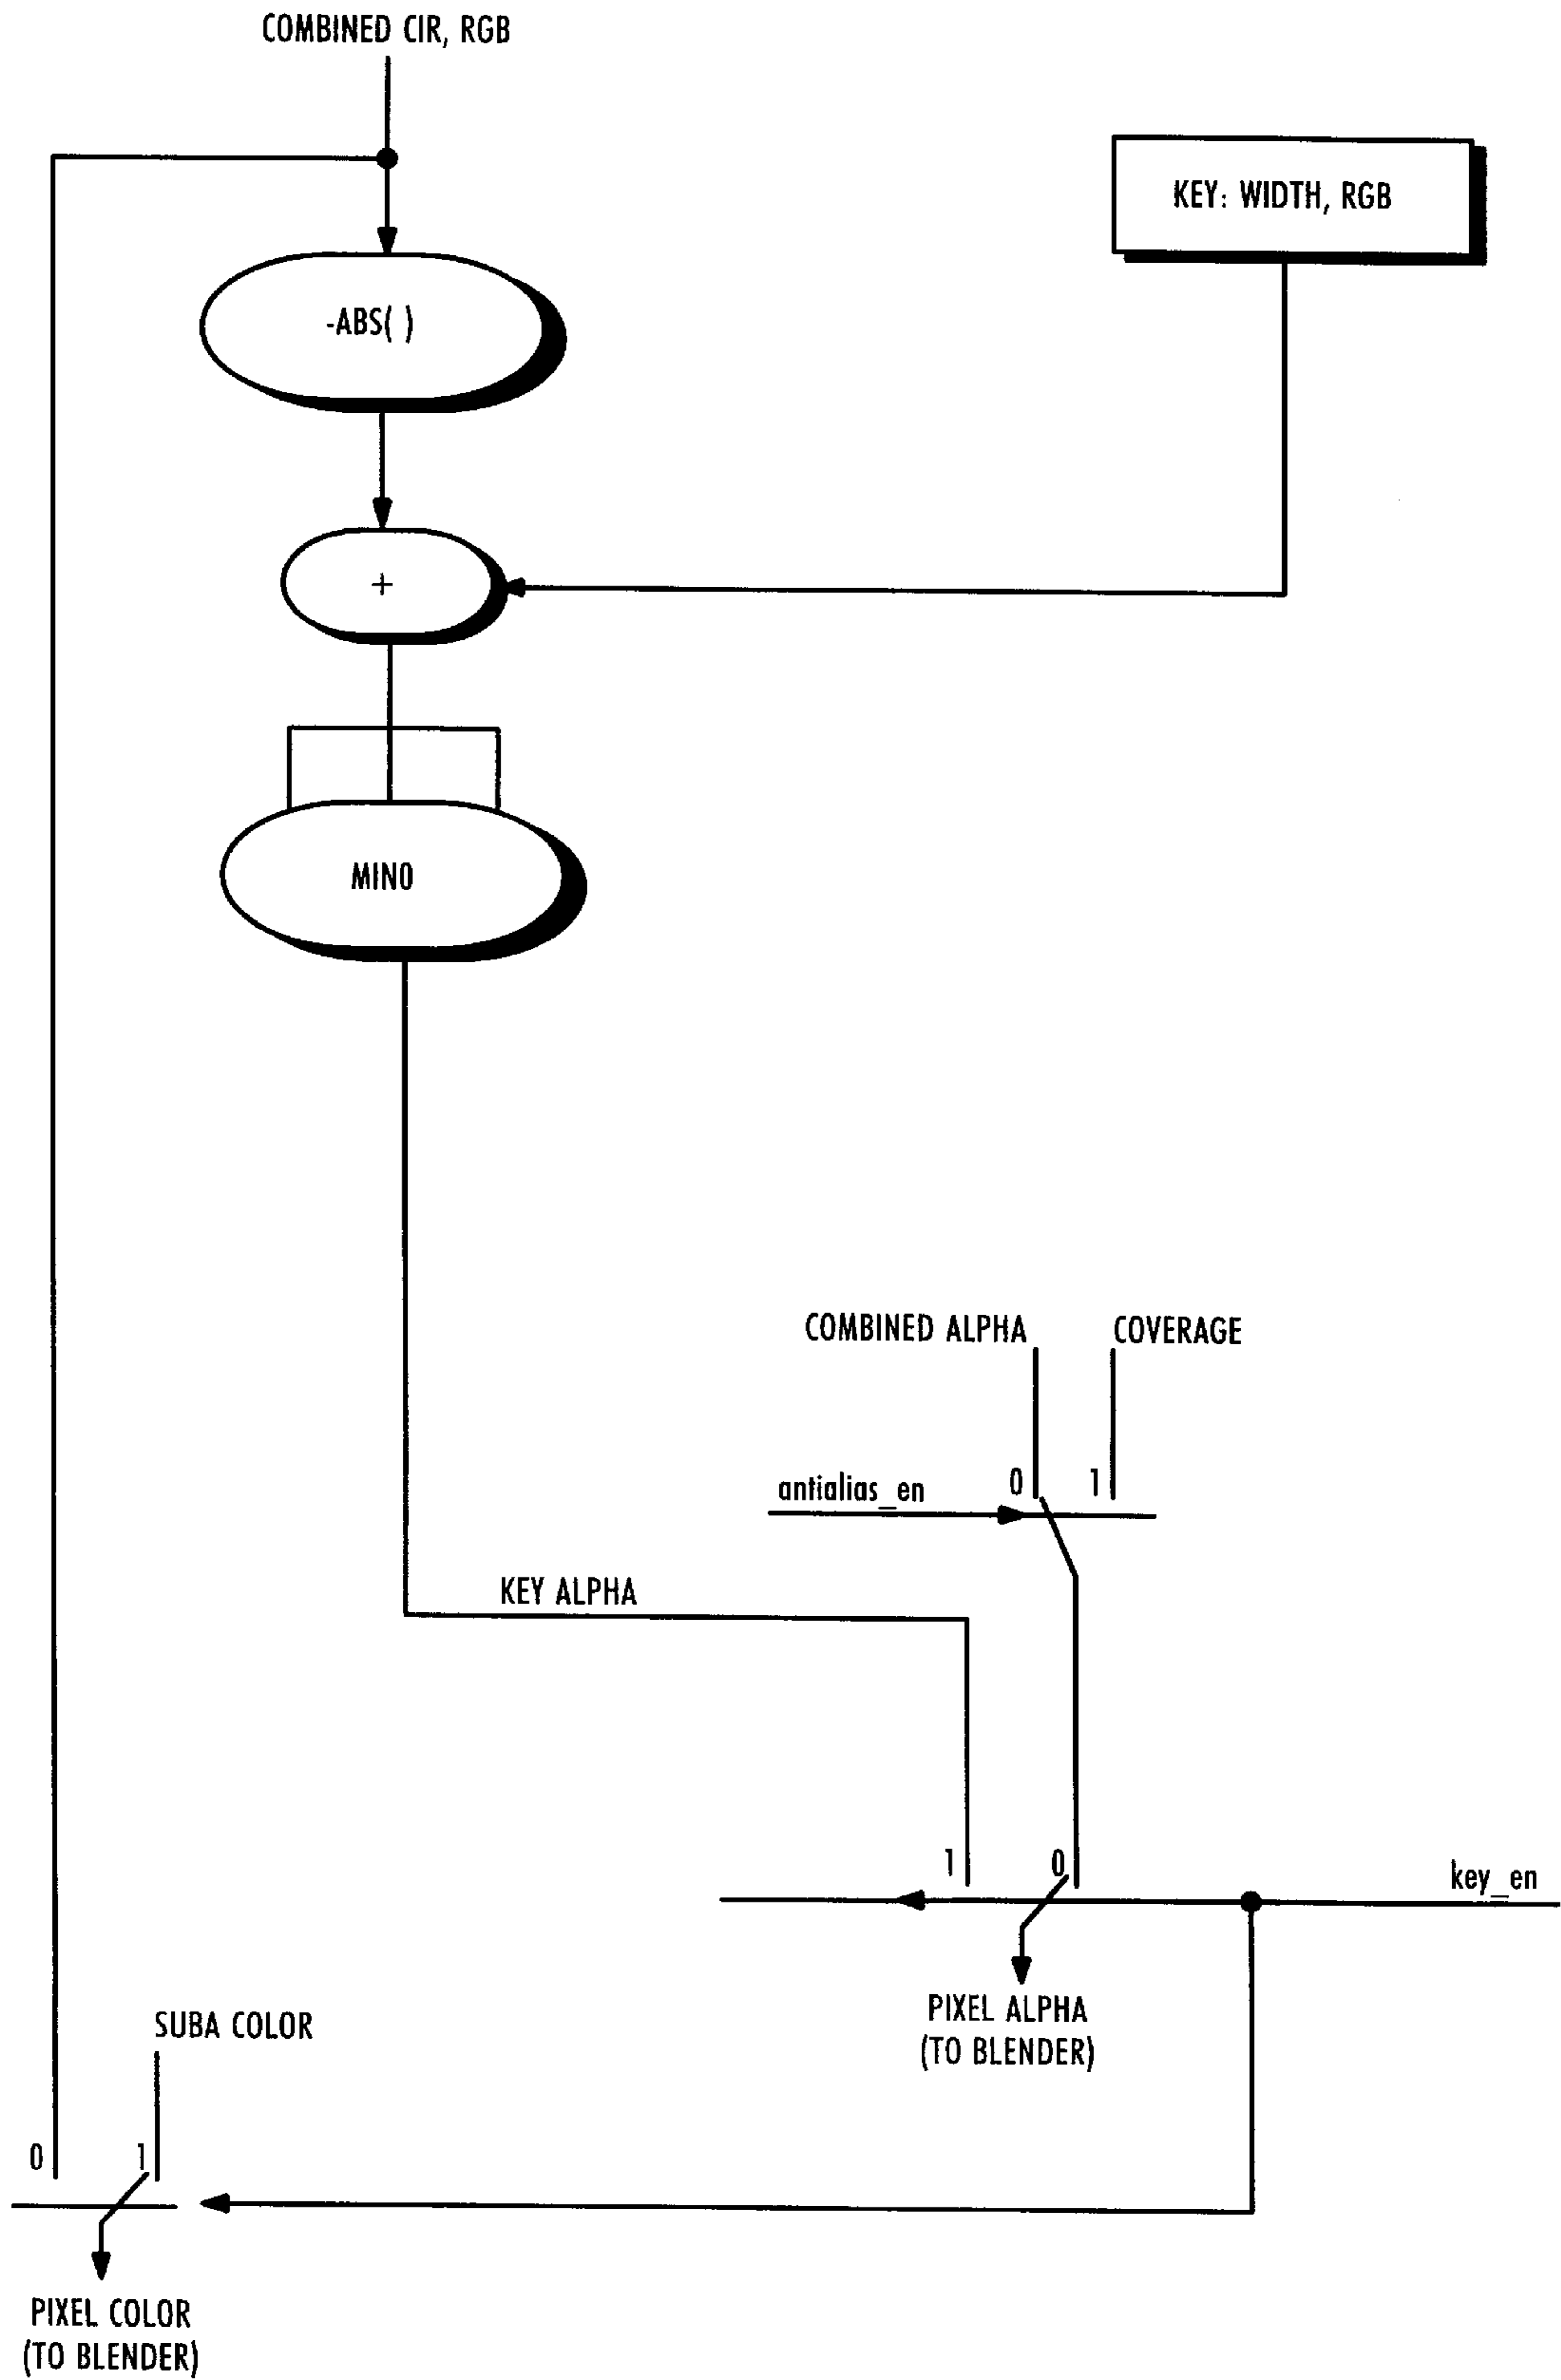 COMBINED CIR, RGB
KEY: WIDTH, RGB
-ABS( )
+
MINO
COMBINED ALPHA
COVERAGE
0
1
antialias_en
KEY ALPHA
1
0
key_en
PIXEL ALPHA
(TO BLENDER)
SUBA COLOR
0
1
PIXEL COLOR
(TO BLENDER)